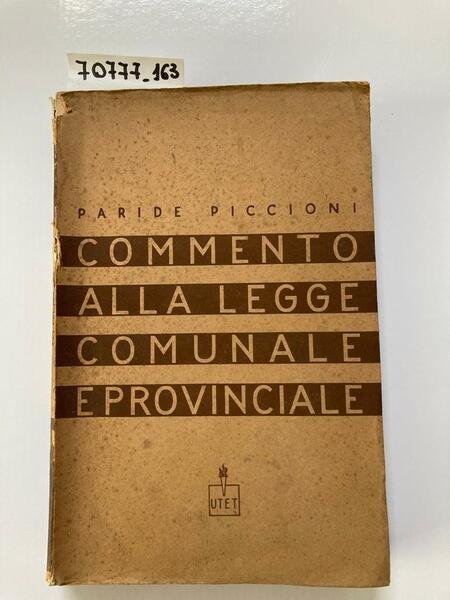 70777_163
PARIDE PICCIONI
COMMENTO
ALLA LEGGE
COMUNALE
E PROVINCIALE
UTET